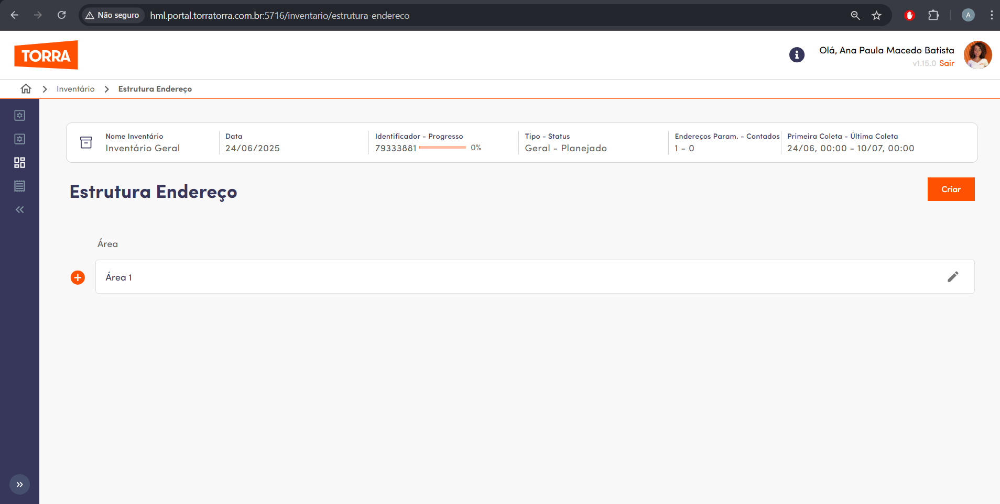 Não seguro
hml.portal.torratorra.com.br:5716/inventario/estrutura-endereco
A
TORRA
Olá, Ana Paula Macedo Batista
v1.15.0 Sair
Inventário
Estrutura Endereço
Nome Inventário
Inventário Geral
Data
24/06/2025
Identificador - Progresso
79333881 0%
Tipo - Status
Geral - Planejado
Endereços Param. - Contados
1 - 0
Primeira Coleta - Última Coleta
24/06, 00:00 - 10/07, 00:00
Estrutura Endereço
Criar
Área
Área 1